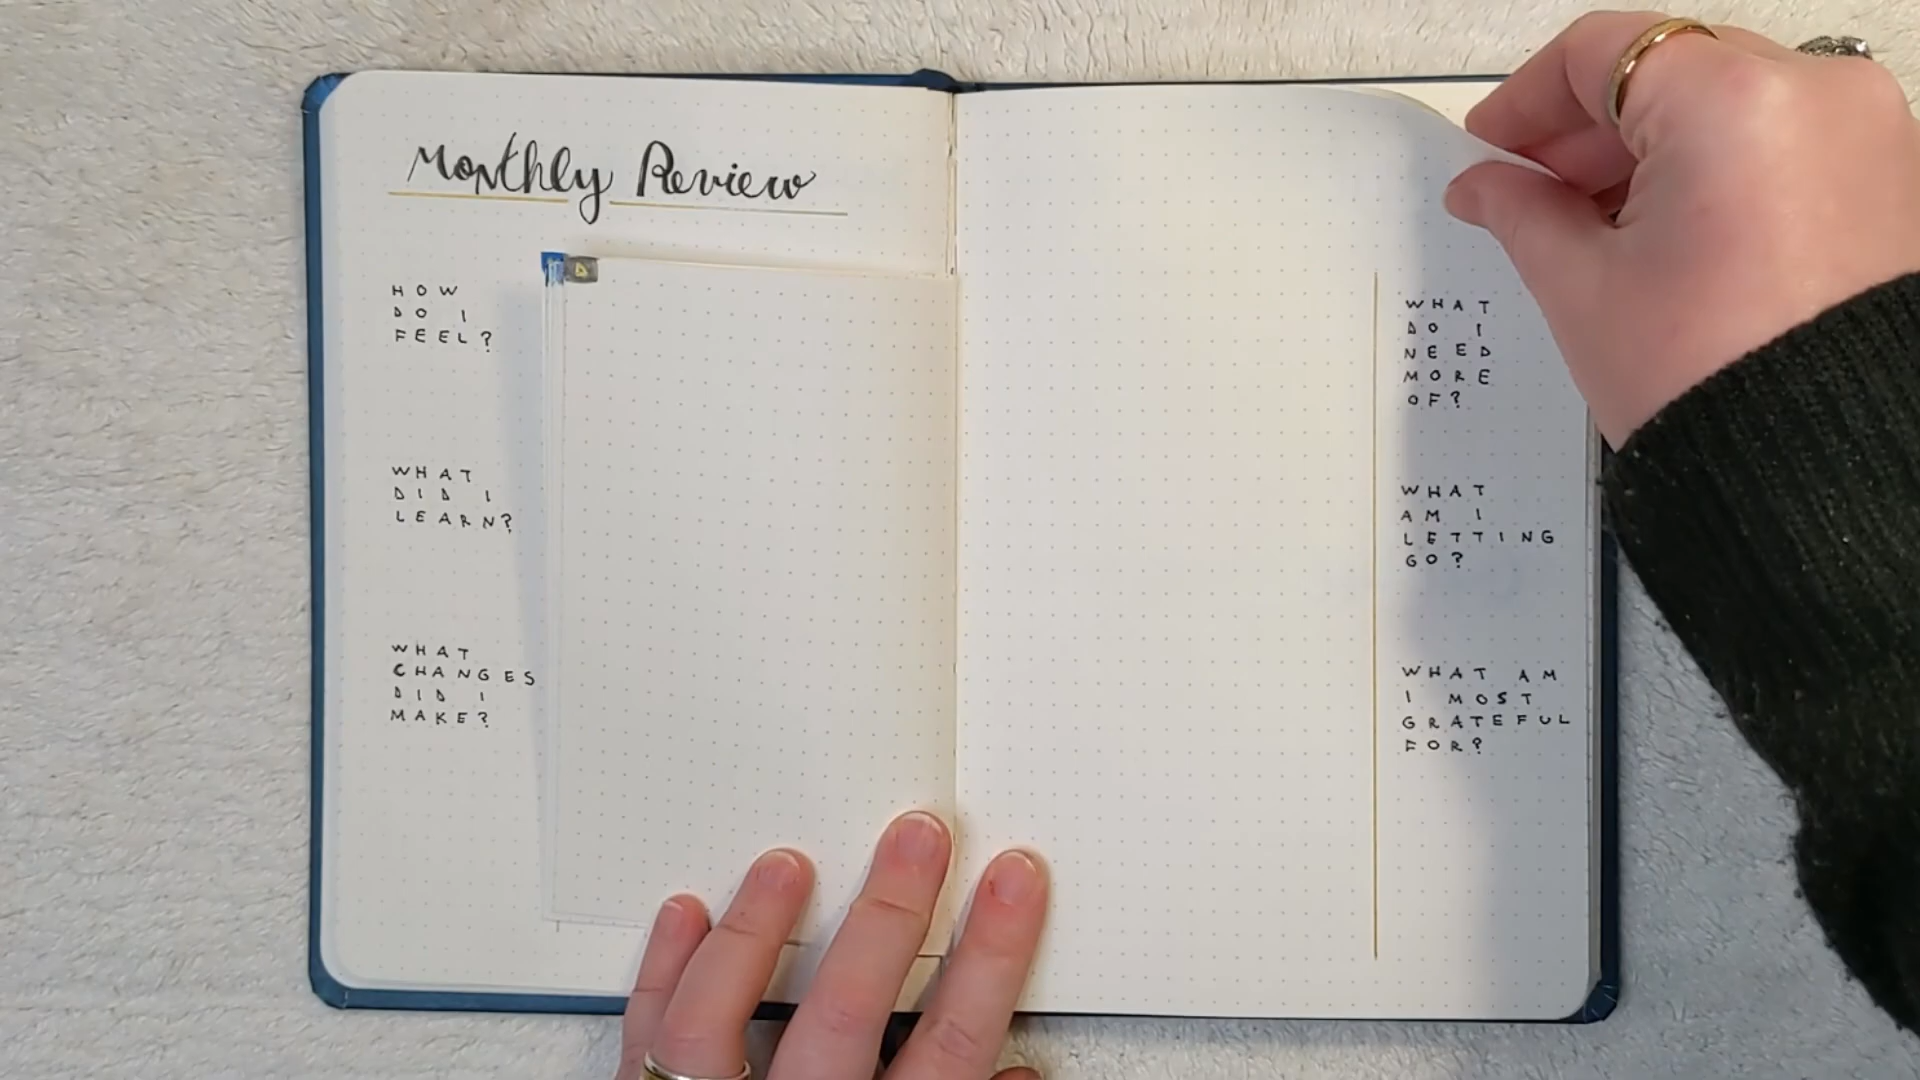 Monthly Review
HOW
DO I
FEEL?
WHAT
DID I
LEARN?
WHAT
CHANGES
DID I
MAKE?
WHAT
DO I
NEED
MORE
OF?
WHAT
AM I
LETTING
GO?
WHAT AM
I MOST
GRATEFUL
FOR?